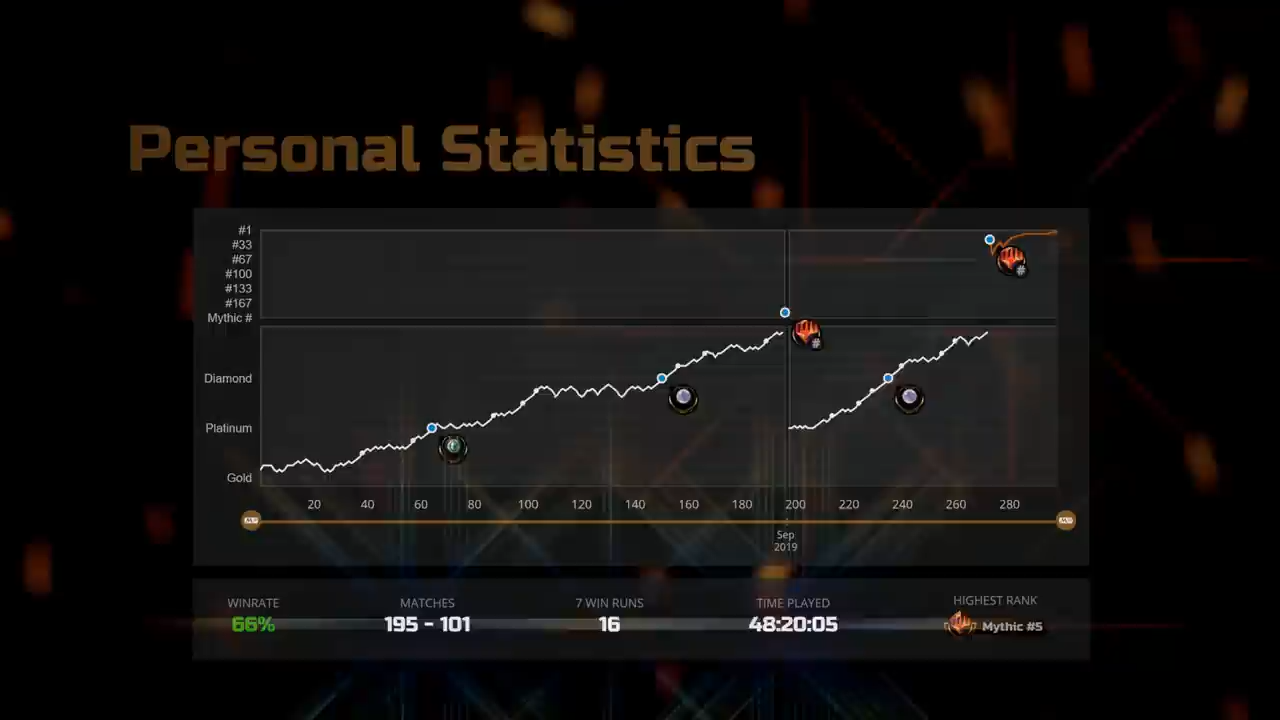 Personal Statistics
#1
#33
#67
#100
#133
#167
Mythic #
Diamond
Platinum
Gold
20 40 60 80 100 120 140 160 180 200 220 240 260 280
Sep
2019
WINRATE MATCHES 7 WIN RUNS TIME PLAYED HIGHEST RANK
66% 195 - 101 16 48:20:05 Mythic #5